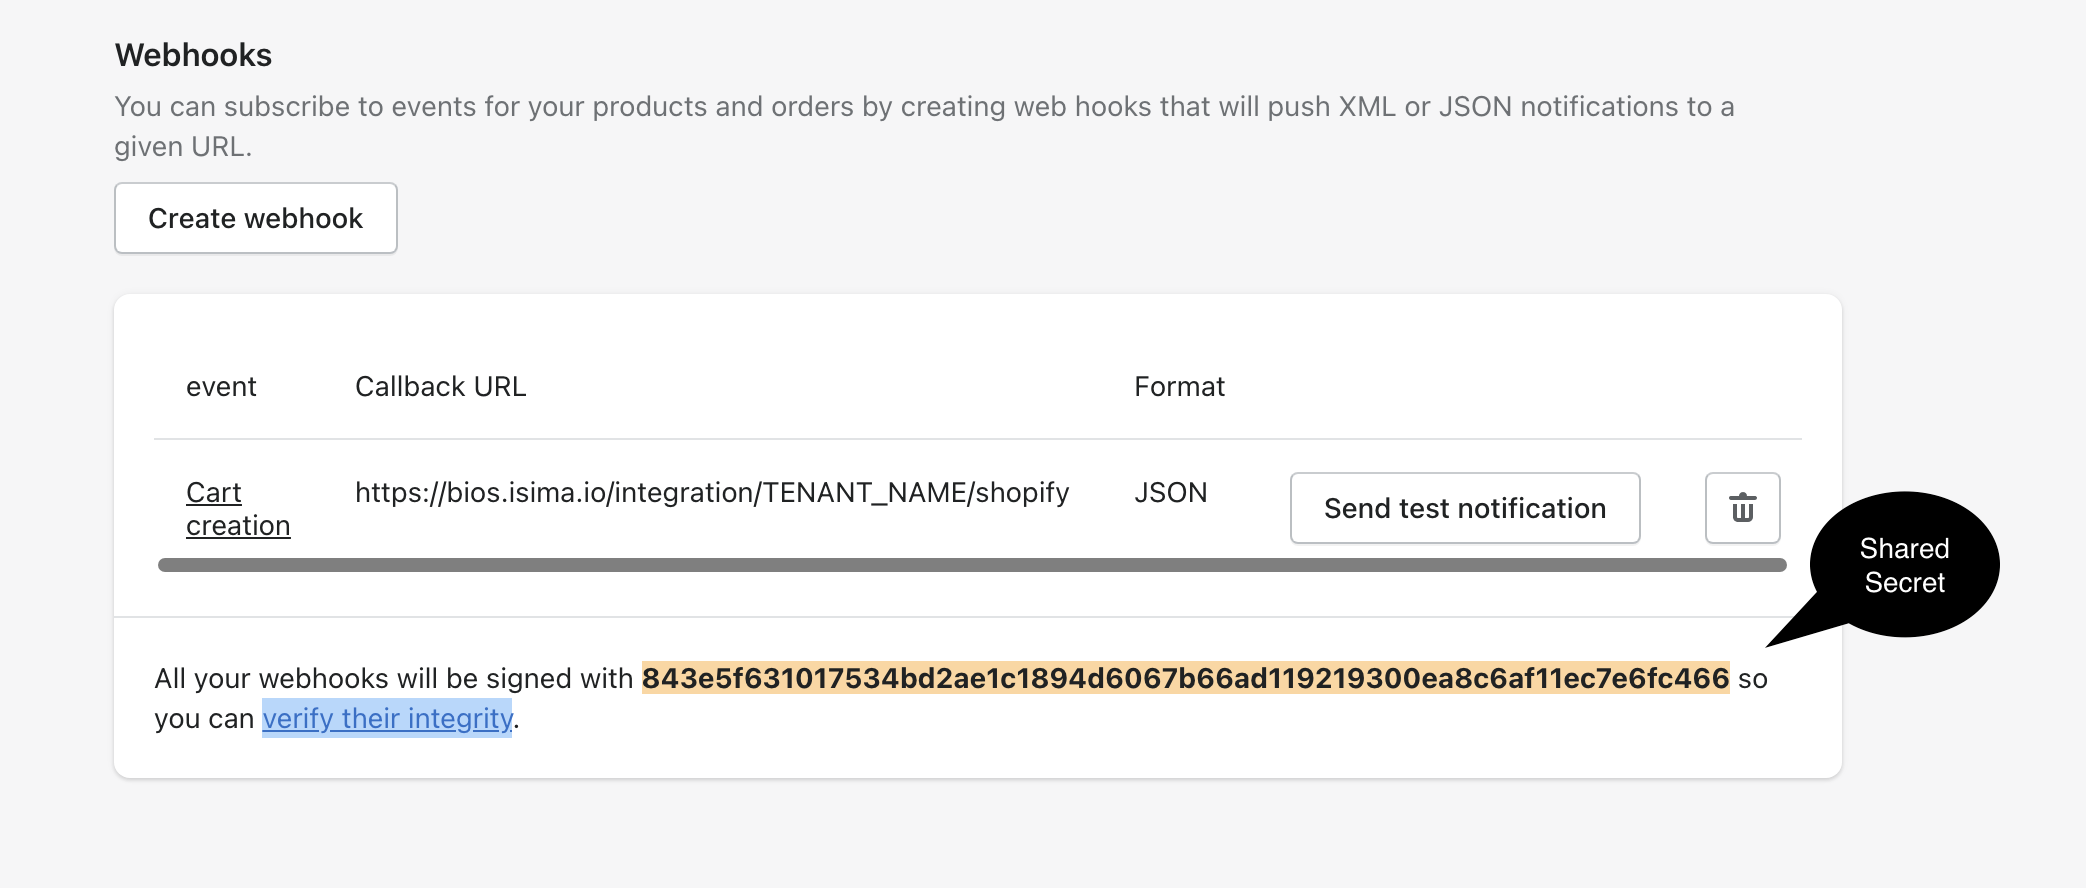 Webhooks
You can subscribe to events for your products and orders by creating web hooks that will push XML or JSON notifications to a
given URL.
Create webhook
event Callback URL Format
Cart https://bios.isima.io/integration/TENANT_NAME/shopify JSON Send test notification
creation
Shared
Secret
All your webhooks will be signed with 843e5f631017534bd2ae1c1894d6067b66ad119219300ea8c6af11ec7e6fc466 so
you can verify their integrity.